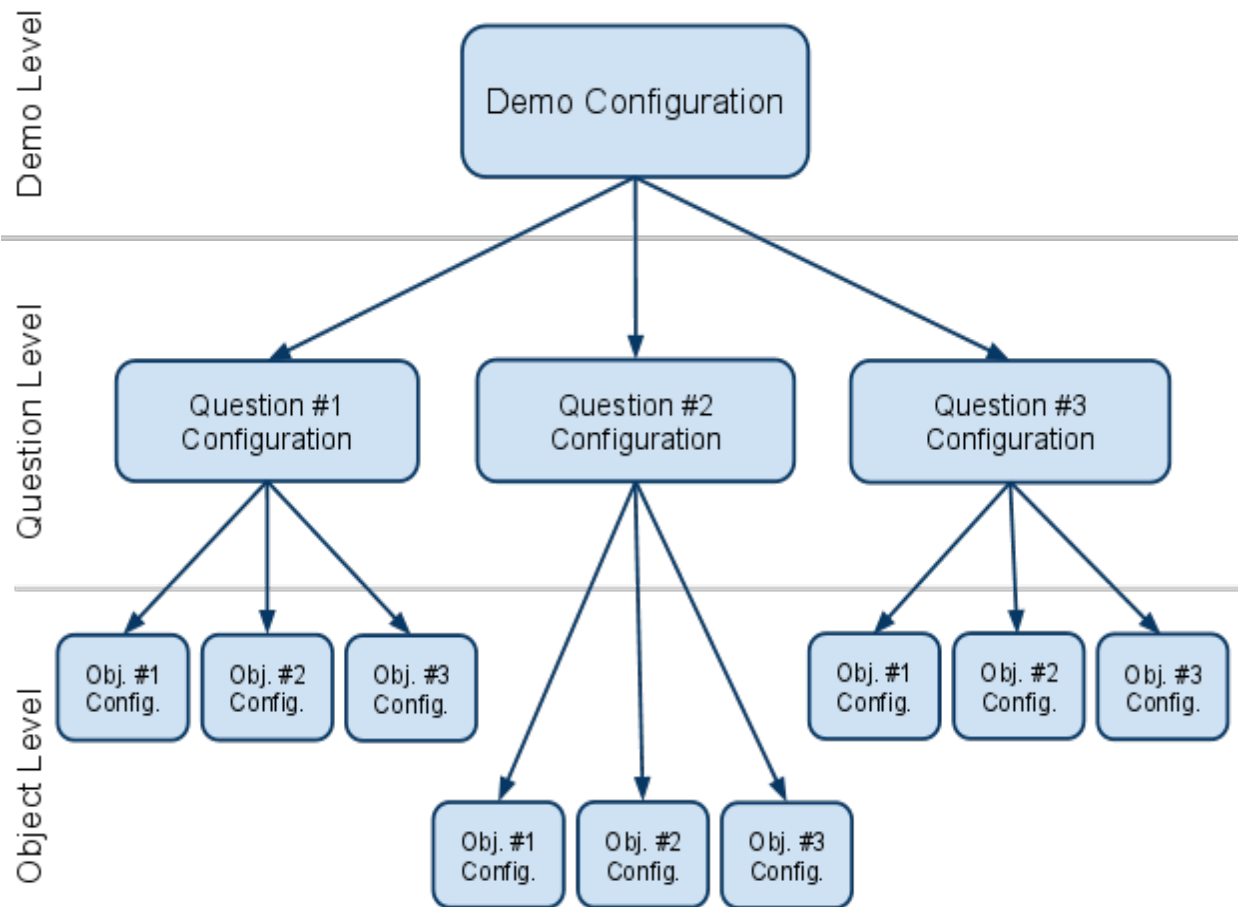 Demo Level
Demo Configuration
Question Level
Question #1
Configuration
Question #2
Configuration
Question #3
Configuration
Object Level
Obj. #1
Config.
Obj. #2
Config.
Obj. #3
Config.
Obj. #1
Config.
Obj. #2
Config.
Obj. #3
Config.
Obj. #1
Config.
Obj. #2
Config.
Obj. #3
Config.